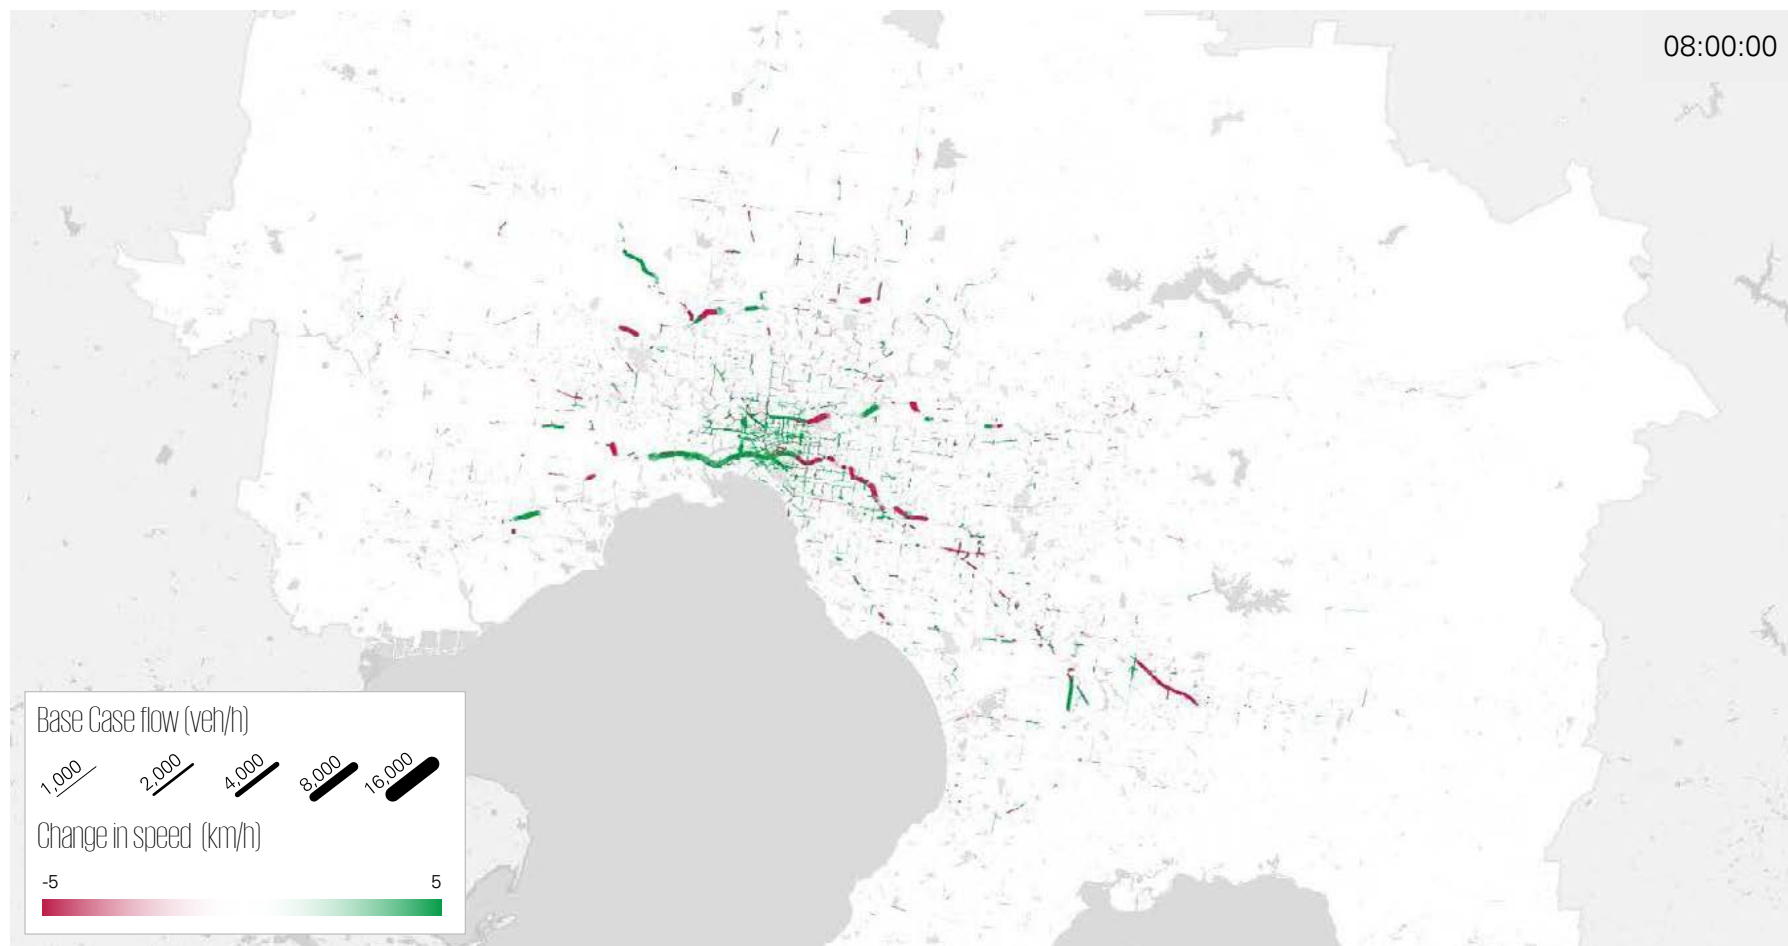 08:00:00
Base Case flow (veh/h)
1,000 2,000 4,000 8,000 16,000
Change in speed (km/h)
-5 5